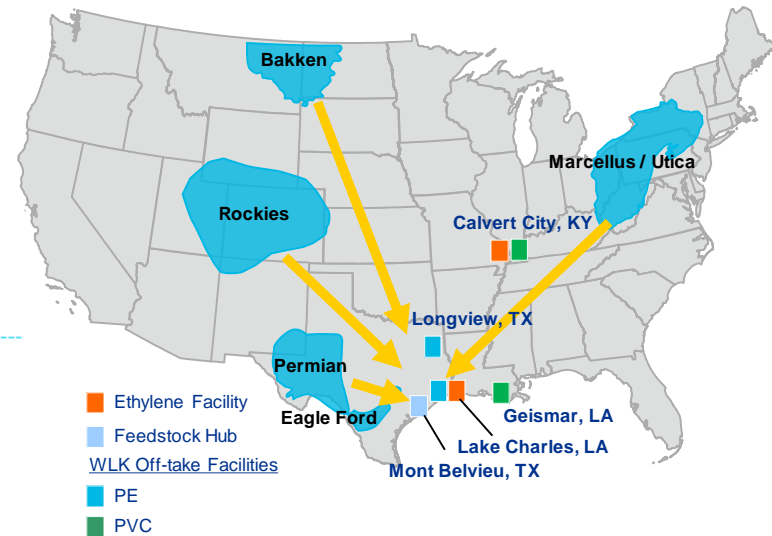 Bakken
Marcellus / Utica
Rockies
Calvert City, KY
Longview, TX
Permian
Eagle Ford
Geismar, LA
Lake Charles, LA
Mont Belvieu, TX
Ethylene Facility
Feedstock Hub
WLK Off-take Facilities
PE
PVC